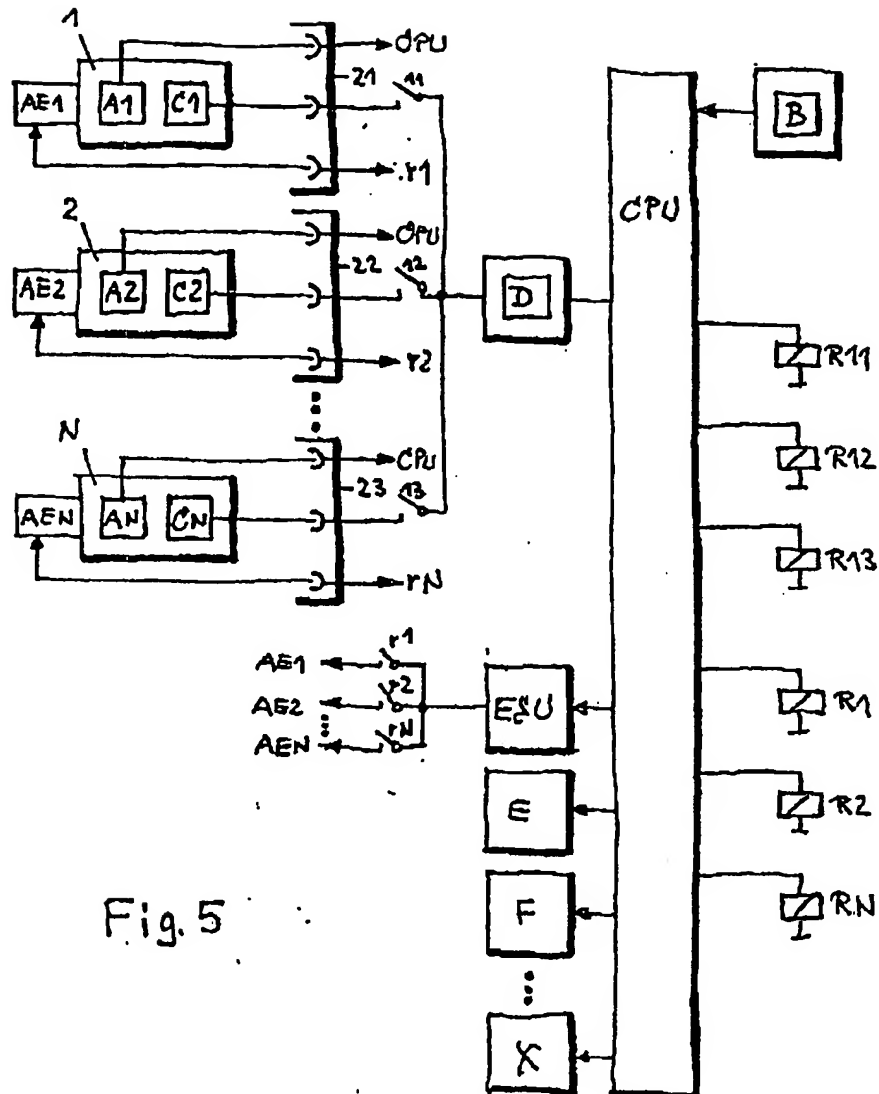 1
CPU
AE1
A1
C1
21
11
r1
2
CPU
AE2
A2
C2
22
12
r2
D
N
CPU
AEN
AN
CN
23
13
rN
CPU
B
R11
R12
R13
R1
R2
RN
AE1
r1
AE2
r2
AEN
rN
ESU
E
F
X
Fig. 5